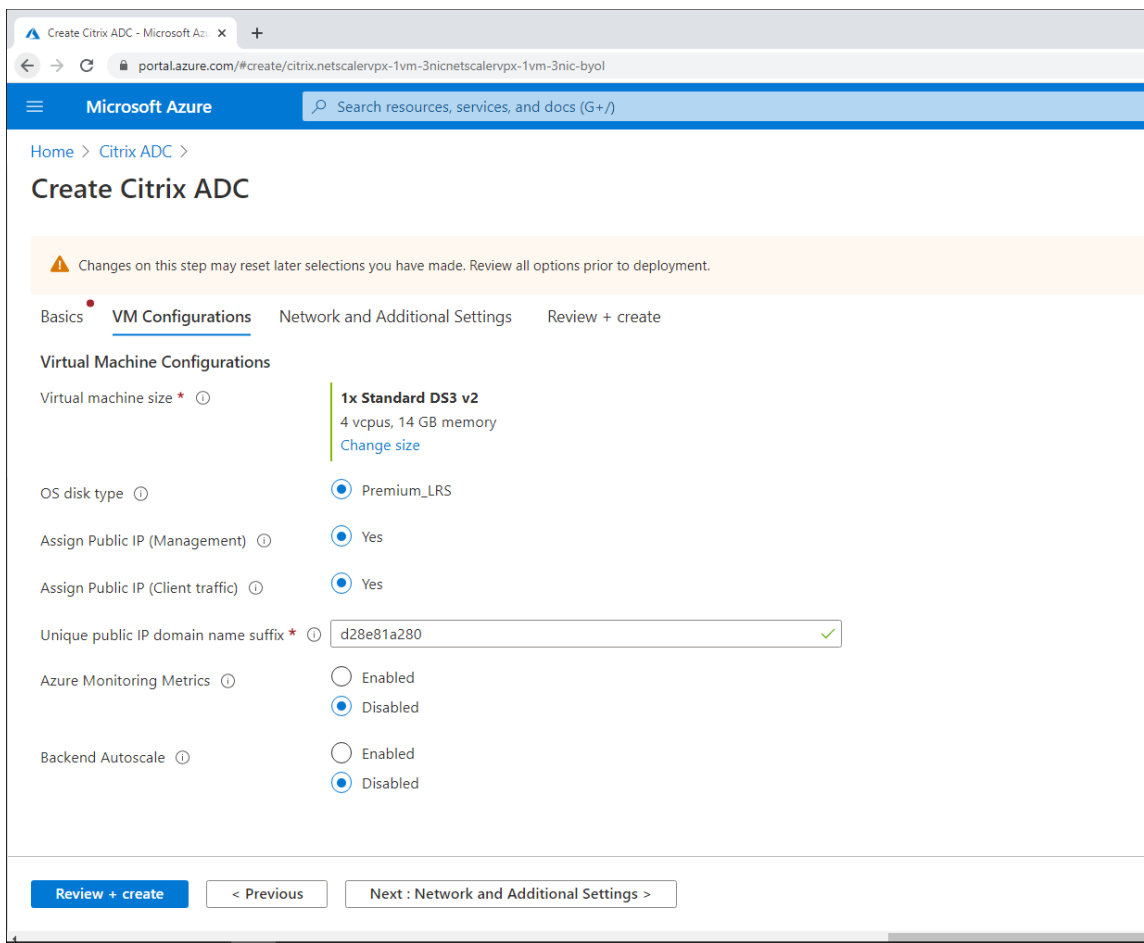 Create Citrix ADC - Microsoft Azu
portal.azure.com/#create/citrix.netscalervpx-1vm-3nicnetscalervpx-1vm-3nic-byol
Microsoft Azure
Search resources, services, and docs (G+/)
Home > Citrix ADC >
Create Citrix ADC
Changes on this step may reset later selections you have made. Review all options prior to deployment.
Basics VM Configurations Network and Additional Settings Review + create
Virtual Machine Configurations
Virtual machine size *
1x Standard DS3 v2
4 vcpus, 14 GB memory
Change size
OS disk type
Premium_LRS
Assign Public IP (Management)
Yes
Assign Public IP (Client traffic)
Yes
Unique public IP domain name suffix *
d28e81a280
Azure Monitoring Metrics
Enabled
Disabled
Backend Autoscale
Enabled
Disabled
Review + create
< Previous
Next : Network and Additional Settings >